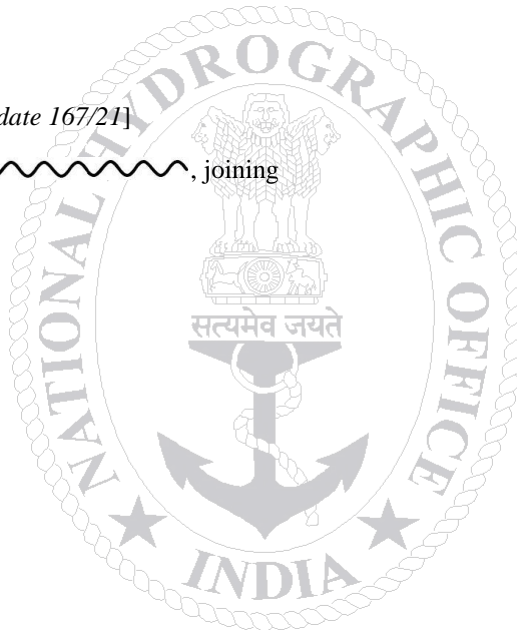 date 167/21]
, joining
NATIONAL HYDROGRAPHIC OFFICE
सत्यमेव जयते
INDIA